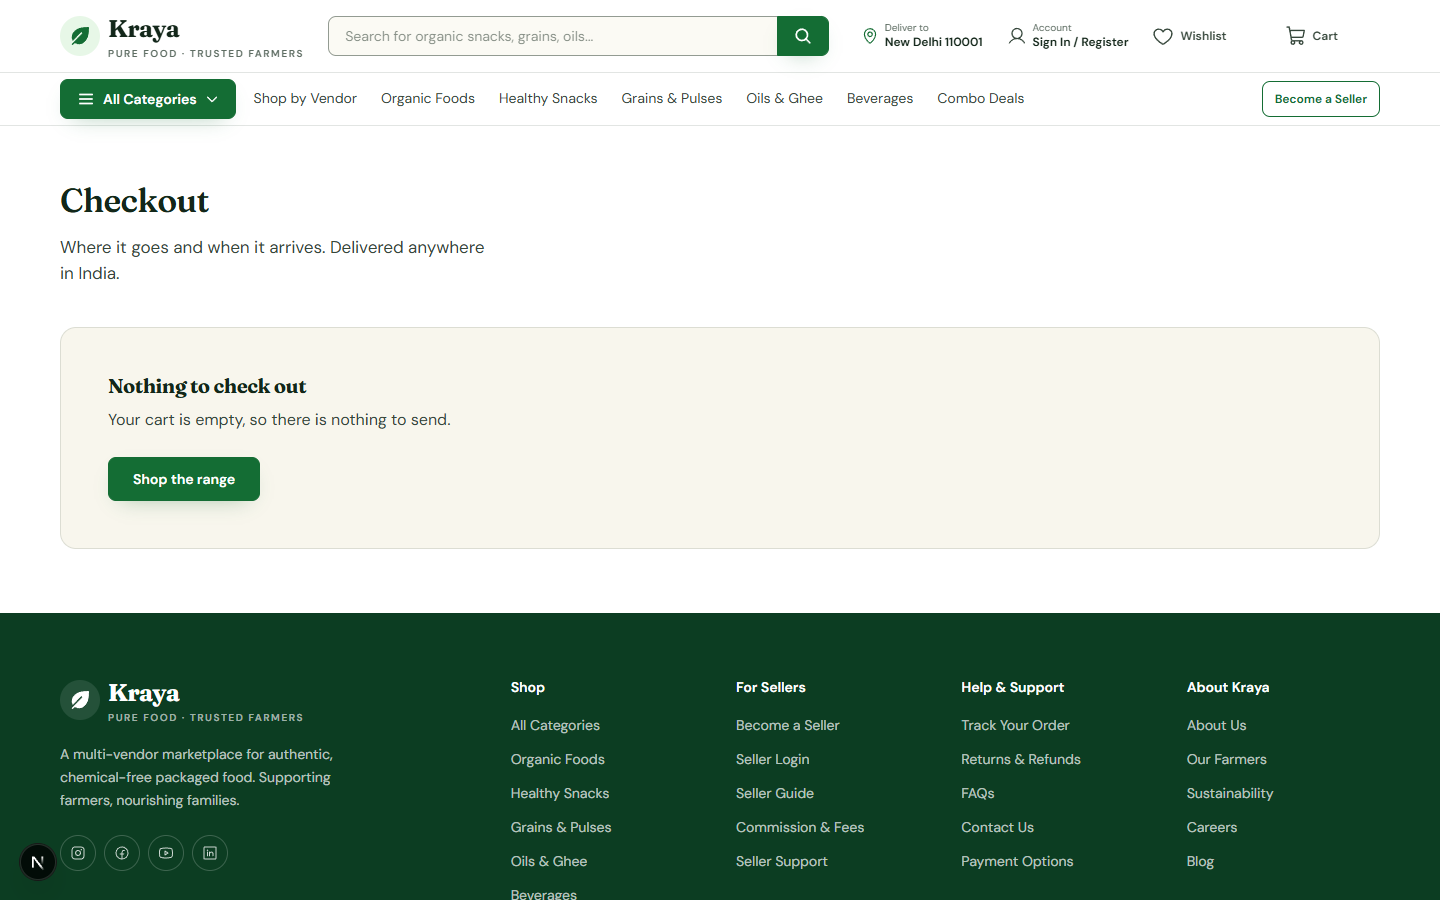 Kraya
PURE FOOD · TRUSTED FARMERS
Search for organic snacks, grains, oils...
Deliver to
New Delhi 110001
Account
Sign In / Register
Wishlist
Cart
All Categories
Shop by Vendor
Organic Foods
Healthy Snacks
Grains & Pulses
Oils & Ghee
Beverages
Combo Deals
Become a Seller
Checkout
Where it goes and when it arrives. Delivered anywhere
in India.
Nothing to check out
Your cart is empty, so there is nothing to send.
Shop the range
Kraya
PURE FOOD · TRUSTED FARMERS
A multi-vendor marketplace for authentic,
chemical-free packaged food. Supporting
farmers, nourishing families.
N
Shop
All Categories
Organic Foods
Healthy Snacks
Grains & Pulses
Oils & Ghee
Beverages
For Sellers
Become a Seller
Seller Login
Seller Guide
Commission & Fees
Seller Support
Help & Support
Track Your Order
Returns & Refunds
FAQs
Contact Us
Payment Options
About Kraya
About Us
Our Farmers
Sustainability
Careers
Blog